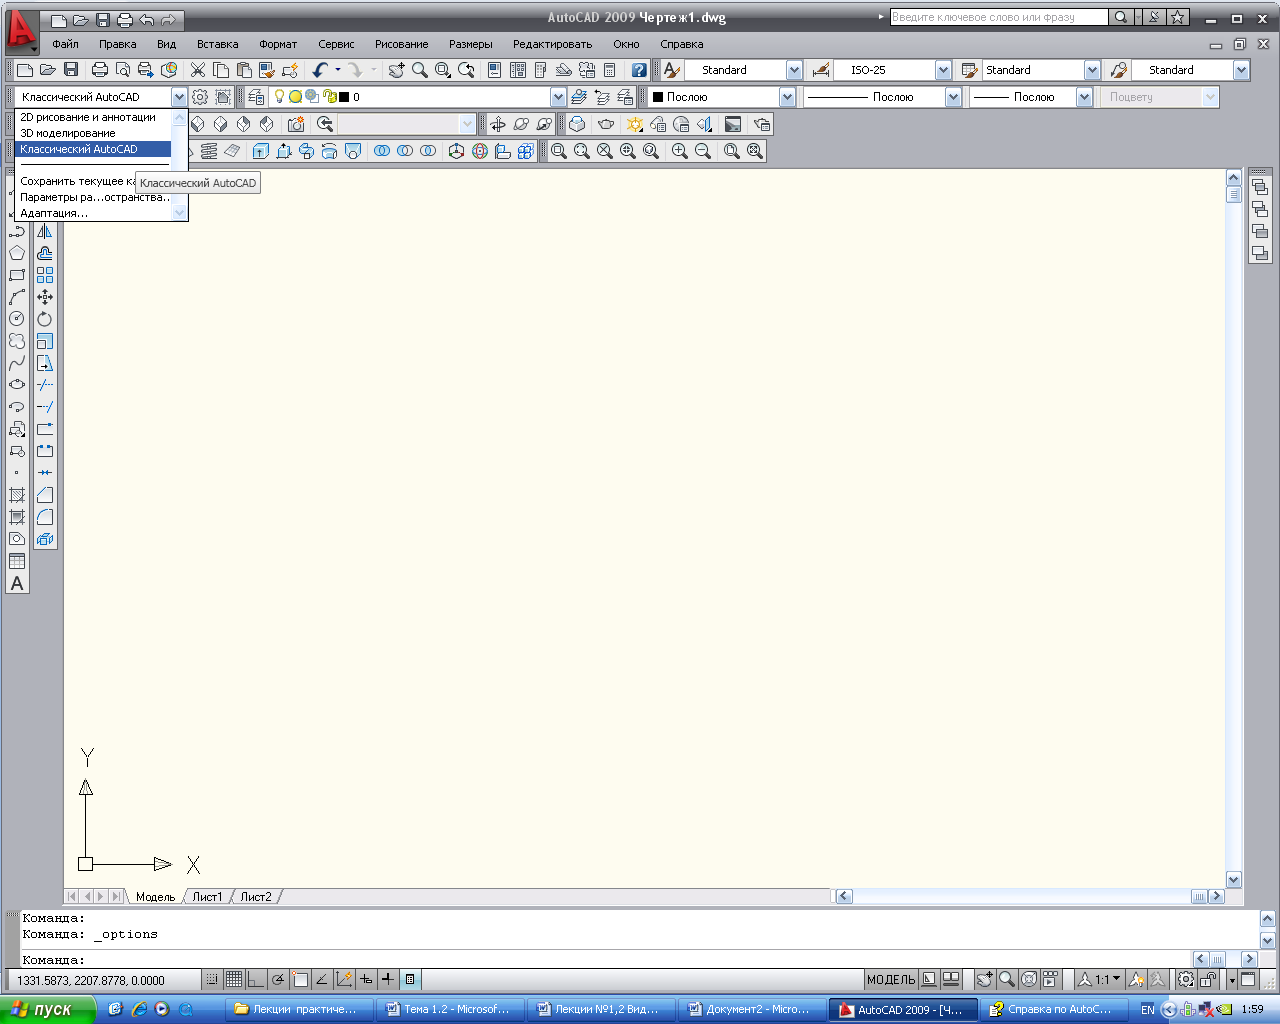 AutoCAD 2009 Чертеж1.dwg
Введите ключевое слово или фразу
Файл Правка Вид Вставка Формат Сервис Рисование Размеры Редактировать Окно Справка
Standard ISO-25 Standard Standard
Классический AutoCAD 0 Послою Послою Послою Поцвету
2D рисование и аннотации
3D моделирование
Классический AutoCAD
Сохранить текущее ка
Классический AutoCAD
Параметры ра...остранства..
Адаптация...
A
Y
X
Модель Лист1 Лист2
Команда:
Команда: _options
Команда:
1331.5873, 2207.8778, 0.0000 МОДЕЛЬ 1:1
пуск Лекции практиче... Тема 1.2 - Microsof... Лекции №1,2 Вид... Документ2 - Micro... AutoCAD 2009 - [Ч... Справка по AutoC... EN 1:59